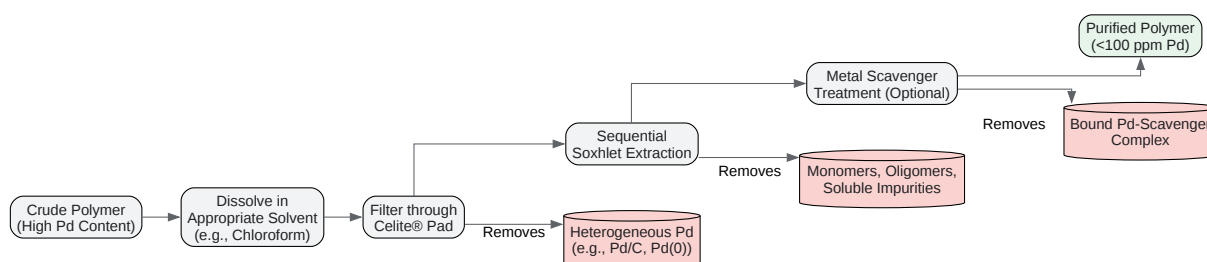 Crude Polymer
(High Pd Content)
Dissolve in
Appropriate Solvent
(e.g., Chloroform)
Filter through
Celite® Pad
Removes
Heterogeneous Pd
(e.g., Pd/C, Pd(0))
Sequential
Soxhlet Extraction
Removes
Monomers, Oligomers,
Soluble Impurities
Metal Scavenger
Treatment (Optional)
Removes
Bound Pd-Scavenger
Complex
Purified Polymer
(<100 ppm Pd)